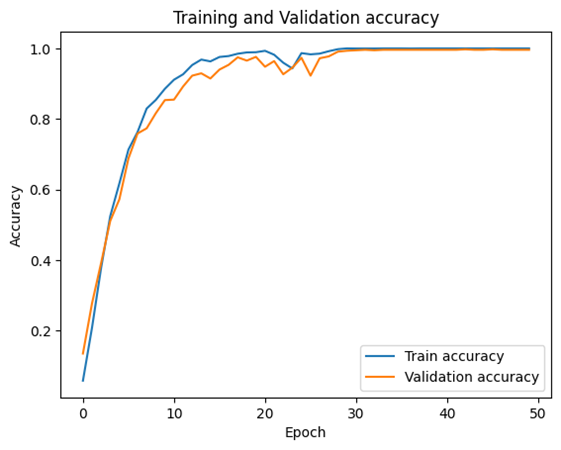 Training and Validation accuracy
Accuracy
1.0
0.8
0.6
0.4
0.2
Train accuracy
Validation accuracy
0 10 20 30 40 50
Epoch